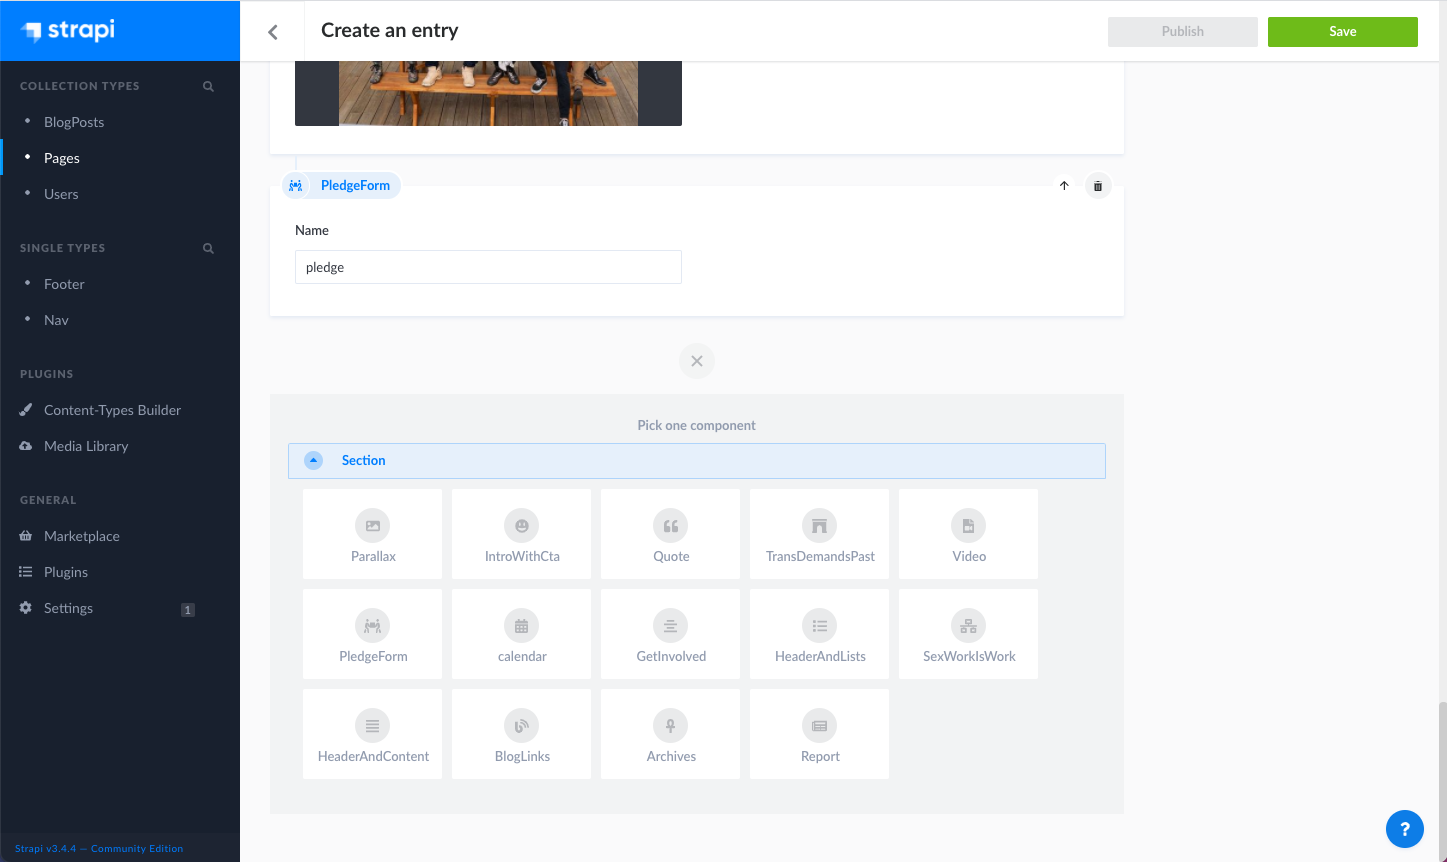 strapi
Create an entry
Publish
Save
COLLECTION TYPES
BlogPosts
Pages
Users
SINGLE TYPES
Footer
Nav
PLUGINS
Content-Types Builder
Media Library
GENERAL
Marketplace
Plugins
Settings 1
Strapi v3.4.4 — Community Edition
PledgeForm
Name
pledge
Pick one component
Section
Parallax IntroWithCta Quote TransDemandsPast Video
PledgeForm calendar GetInvolved HeaderAndLists SexWorkIsWork
HeaderAndContent BlogLinks Archives Report
?